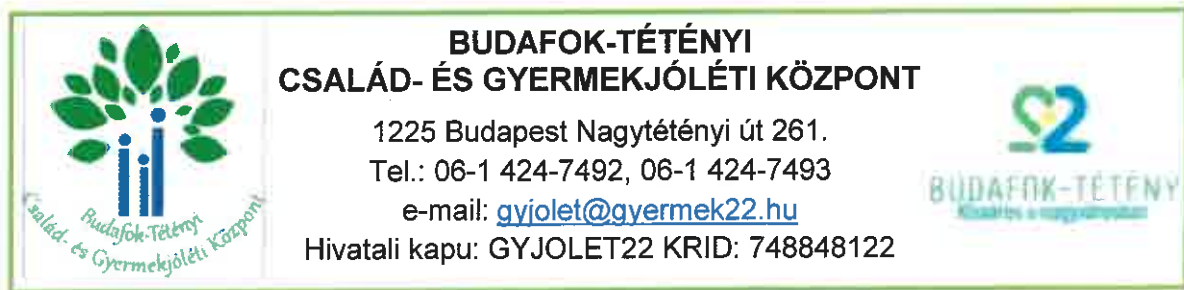 BUDAFOK-TÉTÉNYI
CSALÁD- ÉS GYERMEKJÓLÉTI KÖZPONT
1225 Budapest Nagytétényi út 261.
Tel.: 06-1 424-7492, 06-1 424-7493
e-mail: gyjolet@gyermek22.hu
Hivatali kapu: GYJOLET22 KRID: 748848122
Budafok-Tétényi
Család- és Gyermekjóléti Központ
22
BUDAFOK-TÉTÉNY